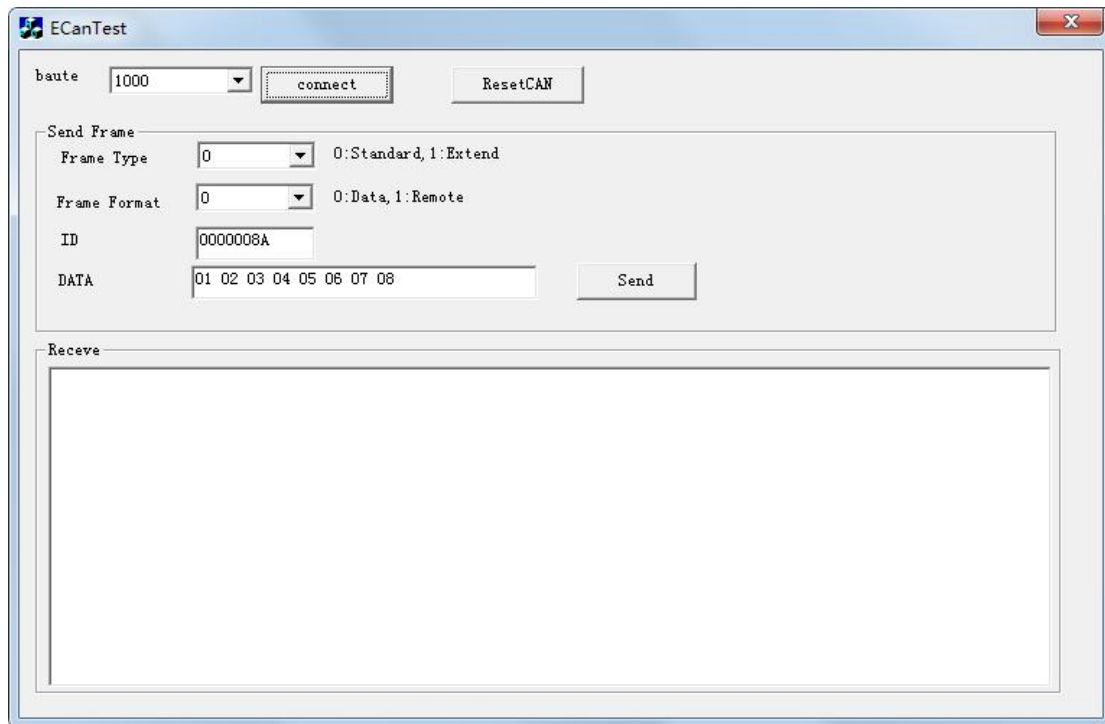 ECanTest
baute 1000 connect ResetCAN
Send Frame
Frame Type 0 0:Standard, 1:Extend
Frame Format 0 0:Data, 1:Remote
ID 0000008A
DATA 01 02 03 04 05 06 07 08 Send
Receve